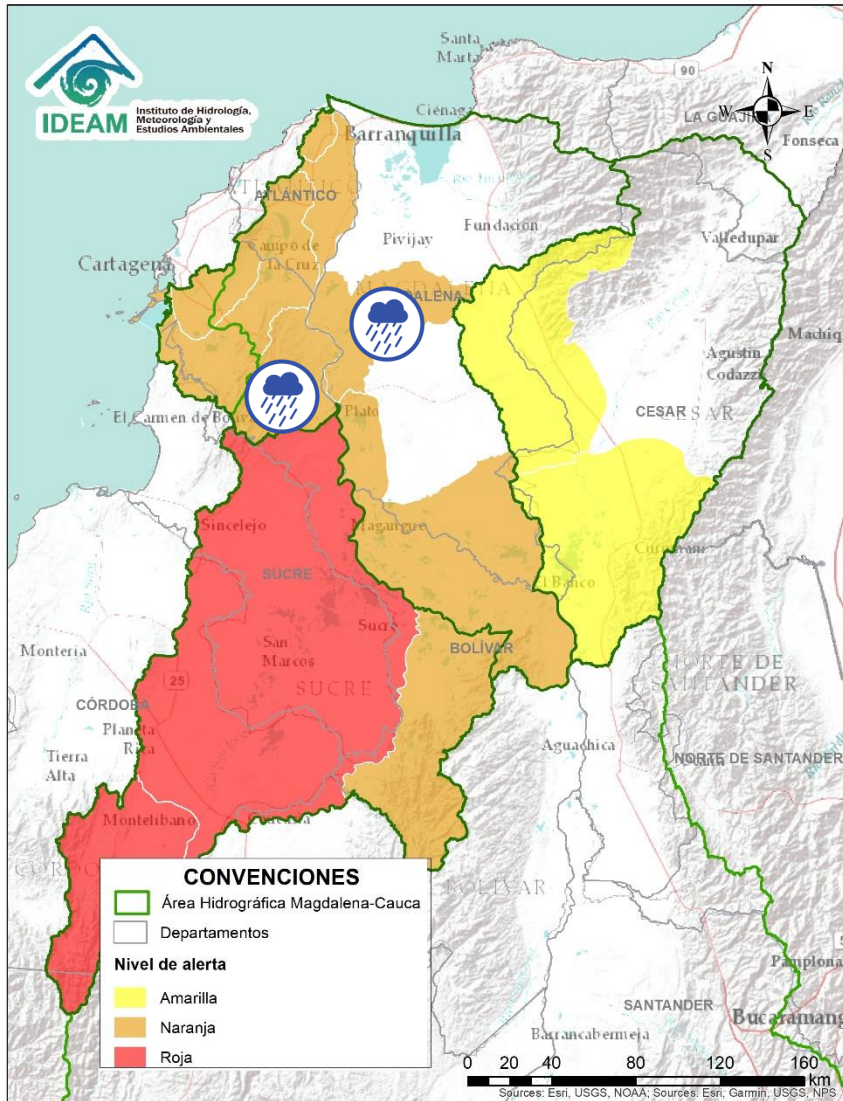 IDEAM
Instituto de Hidrología,
Meteorología y
Estudios Ambientales
Santa
Marta
90
N
W E
S
LA GUAJIRA
Fonseca
Ciénaga
Barranquilla
ATLÁNTICO
ATLANTICO
Fundación
Pivijay
Valledupar
Campo de
la Cruz
Cartagena
MAGDALENA
Machiq
Agustín
Codazzi
CESAR
CESAR
El Carmen de Bolívar
Plato
Sincelejo
Magangue
SUCRE
El Banco
Sucre
San
Marcos
BOLÍVAR
Montería
25
SUCRE
NORTE DE
SANTANDER
CÓRDOBA
Planeta
Rica
Tierra
Alta
Aguachica
NORTE DE SANTANDER
Montelíbano
BOLÍVAR
CONVENCIONES
Área Hidrográfica Magdalena-Cauca
Departamentos
Nivel de alerta
Amarilla
Naranja
Roja
Pamplona
SANTANDER
Bucaramang
Barrancabermeja
0 20 40 80 120 160
km
Sources: Esri, USGS, NOAA; Sources: Esri, Garmin, USGS, NPS